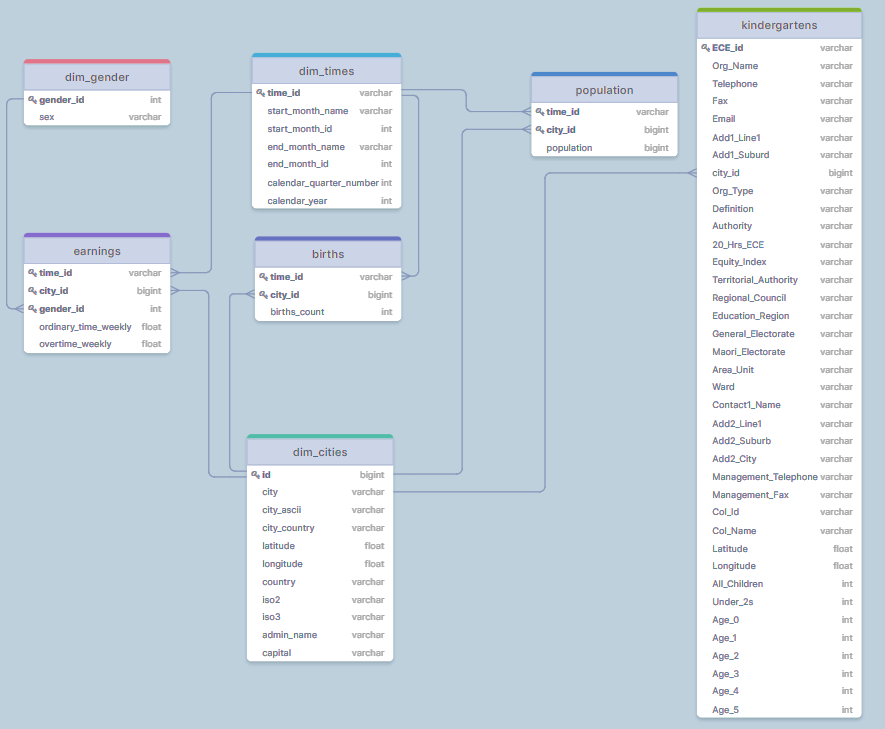 dim_gender
gender_id int
sex varchar
earnings
time_id varchar
city_id bigint
gender_id int
ordinary_time_weekly float
overtime_weekly float
dim_times
time_id varchar
start_month_name varchar
start_month_id int
end_month_name varchar
end_month_id int
calendar_quarter_number int
calendar_year int
births
time_id varchar
city_id bigint
births_count int
dim_cities
id bigint
city varchar
city_ascii varchar
city_country varchar
latitude float
longitude float
country varchar
iso2 varchar
iso3 varchar
admin_name varchar
capital varchar
population
time_id varchar
city_id bigint
population bigint
kindergartens
ECE_id varchar
Org_Name varchar
Telephone varchar
Fax varchar
Email varchar
Add1_Line1 varchar
Add1_Suburd varchar
city_id bigint
Org_Type varchar
Definition varchar
Authority varchar
20_Hrs_ECE varchar
Equity_Index varchar
Territorial_Authority varchar
Regional_Council varchar
Education_Region varchar
General_Electorate varchar
Maori_Electorate varchar
Area_Unit varchar
Ward varchar
Contact1_Name varchar
Add2_Line1 varchar
Add2_Suburb varchar
Add2_City varchar
Management_Telephone varchar
Management_Fax varchar
Col_Id varchar
Col_Name varchar
Latitude float
Longitude float
All_Children int
Under_2s int
Age_0 int
Age_1 int
Age_2 int
Age_3 int
Age_4 int
Age_5 int